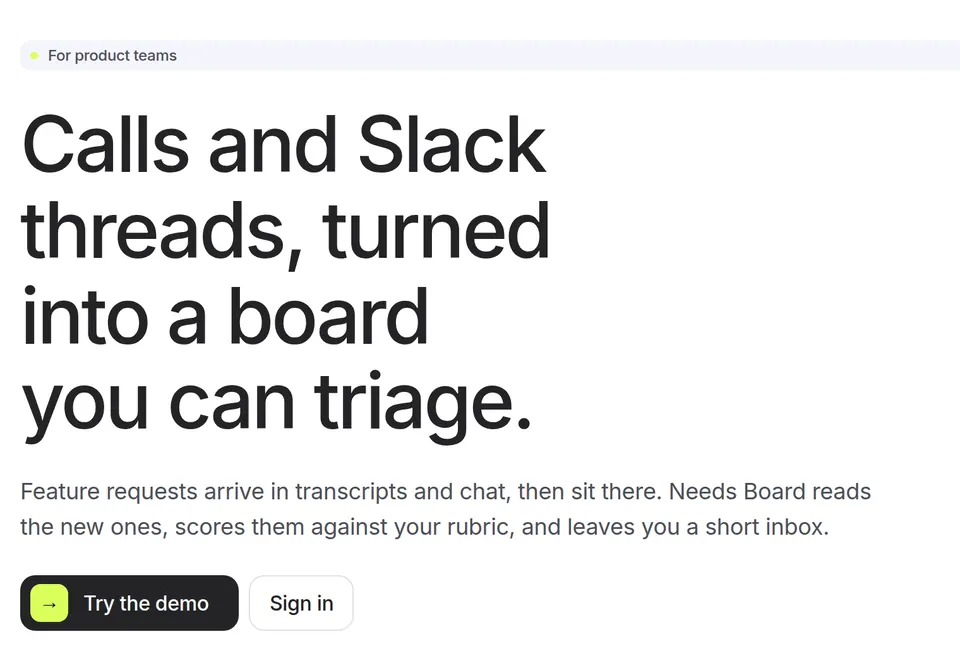 For product teams
Calls and Slack
threads, turned
into a board
you can triage.
Feature requests arrive in transcripts and chat, then sit there. Needs Board reads
the new ones, scores them against your rubric, and leaves you a short inbox.
→ Try the demo Sign in